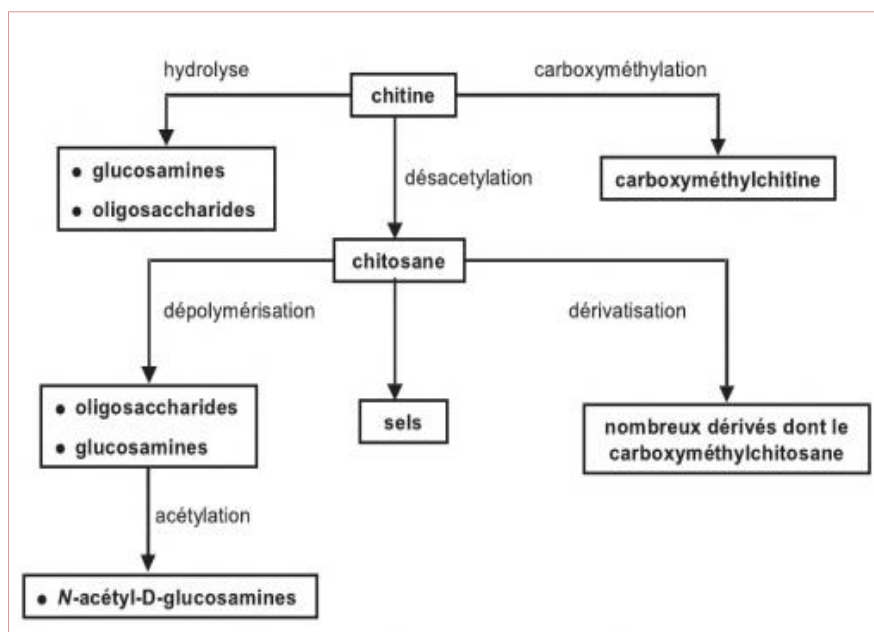 hydrolyse
carboxyméthylation
chitine
• glucosamines
• oligosaccharides
désacetylation
carboxyméthylchitine
chitosane
dépolymérisation
dérivatisation
• oligosaccharides
• glucosamines
sels
nombreux dérivés dont le
carboxyméthylchitosane
acétylation
• N-acétyl-D-glucosamines